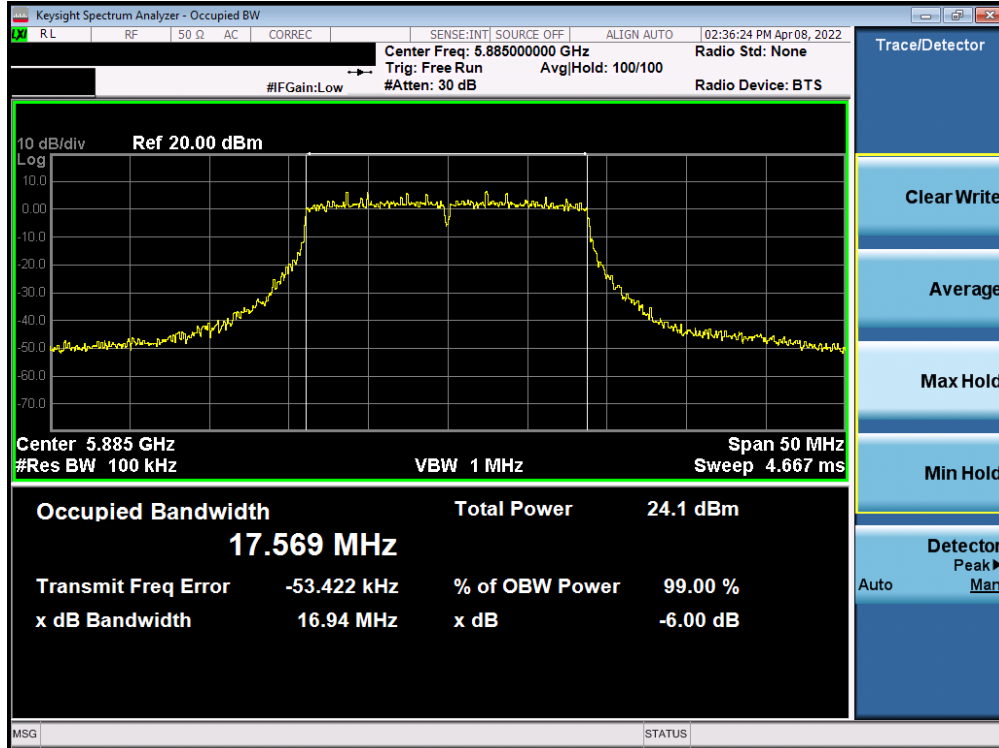 Keysight Spectrum Analyzer - Occupied BW
LXI RL RF 50 Ω AC CORREC SENSE:INT SOURCE OFF ALIGN AUTO 02:36:24 PM Apr 08, 2022
Center Freq: 5.885000000 GHz Radio Std: None
Trig: Free Run Avg|Hold: 100/100
#IFGain:Low #Atten: 30 dB Radio Device: BTS
Trace/Detector
10 dB/div Ref 20.00 dBm
Log
10.0
0.00
-10.0
-20.0
-30.0
-40.0
-50.0
-60.0
-70.0
Center 5.885 GHz Span 50 MHz
#Res BW 100 kHz VBW 1 MHz Sweep 4.667 ms
Occupied Bandwidth Total Power 24.1 dBm
17.569 MHz
Transmit Freq Error -53.422 kHz % of OBW Power 99.00 %
x dB Bandwidth 16.94 MHz x dB -6.00 dB
Clear Write
Average
Max Hold
Min Hold
Detector
Peak▶
Auto Man
MSG STATUS